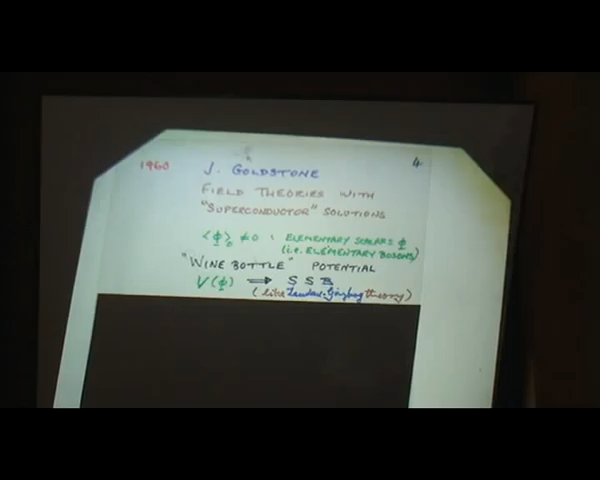 1960 J. GOLDSTONE 4
FIELD THEORIES WITH
"SUPERCONDUCTOR" SOLUTIONS
⟨Φ⟩₀ ≠ 0 : ELEMENTARY SCALARS Φ
(i.e. ELEMENTARY BOSONS)
"WINE BOTTLE" POTENTIAL
V(Φ) ⟹ SSB
(like Landau-Ginzburg theory)